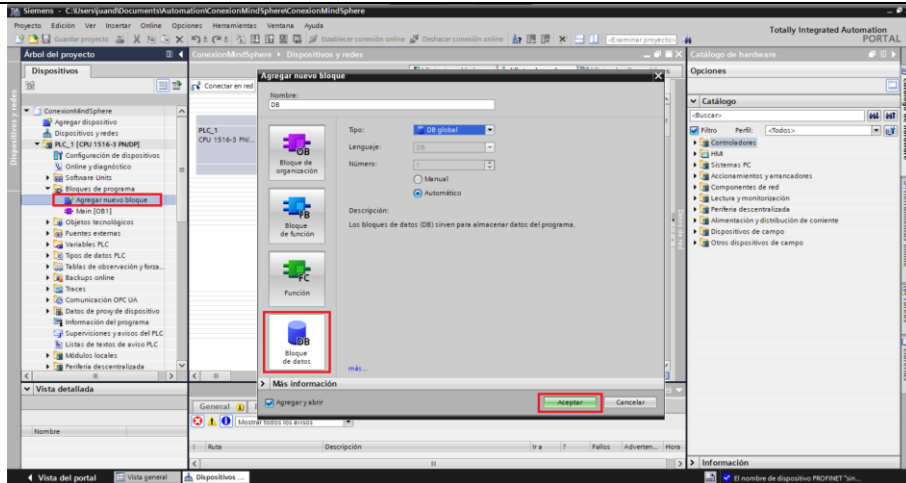 Siemens - C:\Users\juand\Documents\Automation\ConexionMindSphere\ConexionMindSphere
Proyecto Edición Ver Insertar Online Opciones Herramientas Ventana Ayuda
Guardar proyecto
Establecer conexión online
Deshacer conexión online
<Examinar proyecto>
Totally Integrated Automation
PORTAL
Árbol del proyecto
Dispositivos
Dispositivos y redes
ConexionMindSphere
Agregar dispositivo
Dispositivos y redes
PLC_1 [CPU 1516-3 PN/DP]
Configuración de dispositivos
Online y diagnóstico
Software Units
Bloques de programa
Agregar nuevo bloque
Main [OB1]
Objetos tecnológicos
Fuentes externas
Variables PLC
Tipos de datos PLC
Tablas de observación y forza...
Backups online
Traces
Comunicación OPC UA
Datos de proxy de dispositivo
Información del programa
Supervisiones y avisos del PLC
Listas de textos de aviso PLC
Módulos locales
Periferia descentralizada
Vista detallada
Nombre
ConexionMindSphere ▸ Dispositivos y redes
Conectar en red
PLC_1
CPU 1516-3 PN/...
Agregar nuevo bloque
Nombre:
DB
OB
Bloque de
organización
FB
Bloque
de función
FC
Función
DB
Bloque
de datos
Tipo:
DB global
Lenguaje:
DB
Número:
1
Manual
Automático
Descripción:
Los bloques de datos (DB) sirven para almacenar datos del programa.
más...
Más información
Agregar y abrir
Aceptar
Cancelar
General
Mostrar todos los avisos
!
Ruta
Descripción
Ir a
?
Fallos
Adverten...
Hora
Catálogo de hardware
Opciones
Catálogo
<Buscar>
Filtro
Perfil:
<Todos>
Controladores
HMI
Sistemas PC
Accionamientos y arrancadores
Componentes de red
Lectura y monitorización
Periferia descentralizada
Alimentación y distribución de corriente
Dispositivos de campo
Otros dispositivos de campo
Información
Vista del portal
Vista general
Dispositivos ...
El nombre de dispositivo PROFINET "sin...